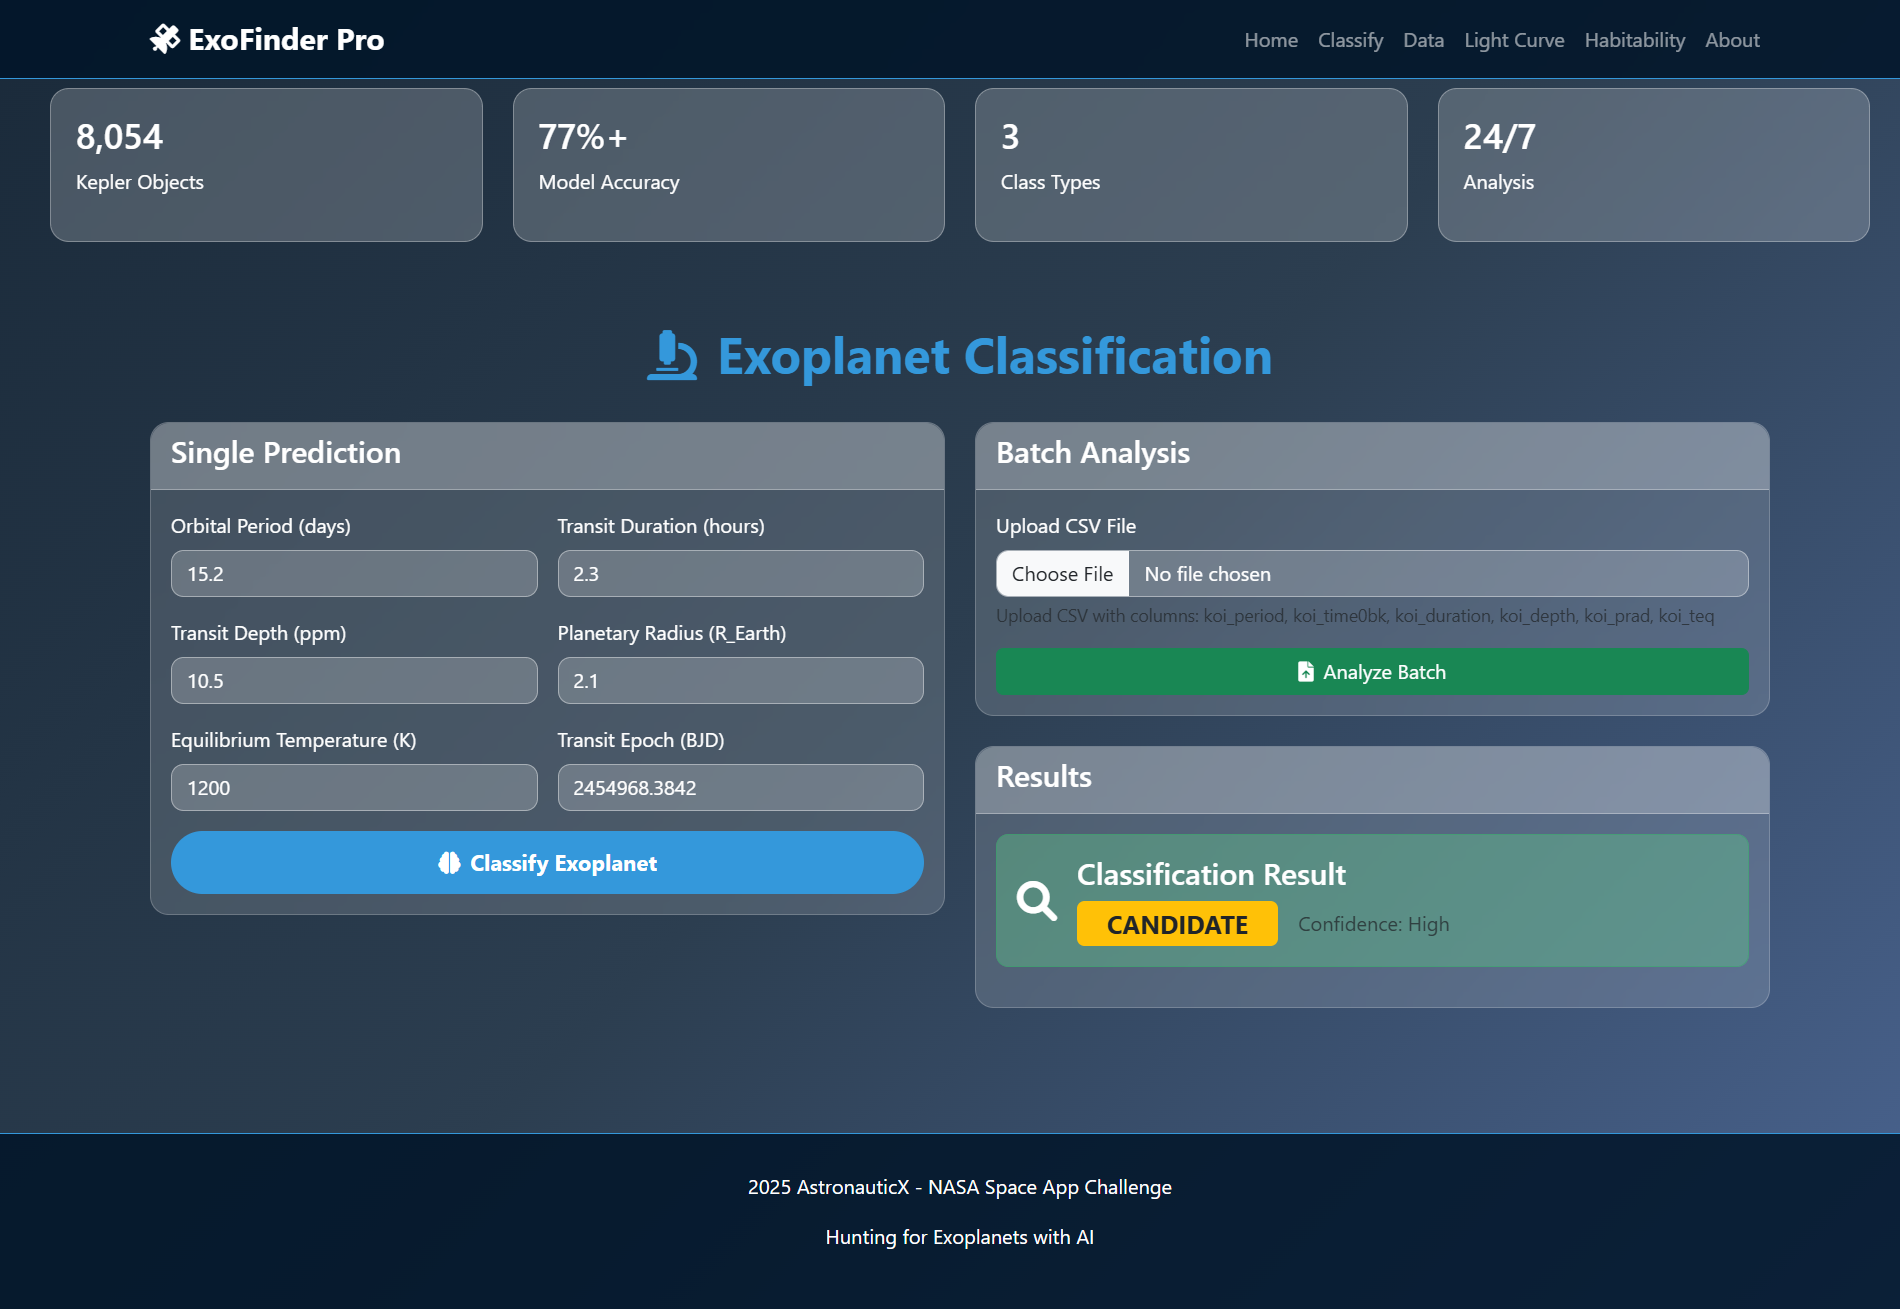 ExoFinder Pro
Home Classify Data Light Curve Habitability About
8,054
Kepler Objects
77%+
Model Accuracy
3
Class Types
24/7
Analysis
Exoplanet Classification
Single Prediction
Orbital Period (days)
15.2
Transit Duration (hours)
2.3
Transit Depth (ppm)
10.5
Planetary Radius (R_Earth)
2.1
Equilibrium Temperature (K)
1200
Transit Epoch (BJD)
2454968.3842
Classify Exoplanet
Batch Analysis
Upload CSV File
Choose File No file chosen
Upload CSV with columns: koi_period, koi_time0bk, koi_duration, koi_depth, koi_prad, koi_teq
Analyze Batch
Results
Classification Result
CANDIDATE Confidence: High
2025 AstronauticX - NASA Space App Challenge
Hunting for Exoplanets with AI